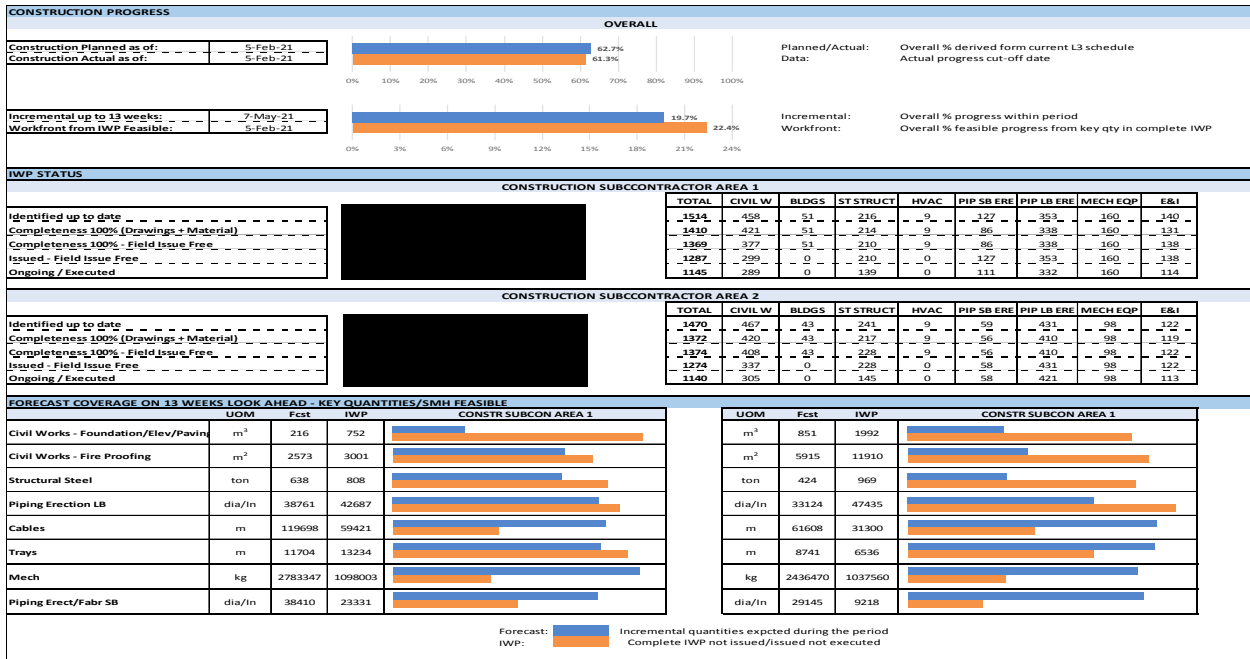 CONSTRUCTION PROGRESS
OVERALL
Construction Planned as of: 5-Feb-21 62.7% Planned/Actual: Overall % derived form current L3 schedule
Construction Actual as of: 5-Feb-21 61.3% Data: Actual progress cut-off date
0% 10% 20% 30% 40% 50% 60% 70% 80% 90% 100%
Incremental up to 13 weeks: 7-May-21 19.7% Incremental: Overall % progress within period
Workfront from IWP Feasible: 5-Feb-21 22.4% Workfront: Overall % feasible progress from key qty in complete IWP
0% 3% 6% 9% 12% 15% 18% 21% 24%
IWP STATUS
CONSTRUCTION SUBCCONTRACTOR AREA 1
TOTAL CIVIL W BLDGS ST STRUCT HVAC PIP SB ERE PIP LB ERE MECH EQP E&I
Identified up to date 1514 458 51 216 9 127 353 160 140
Completeness 100% (Drawings + Material) 1410 421 51 214 9 86 338 160 131
Completeness 100% - Field Issue Free 1369 377 51 210 9 86 338 160 138
Issued - Field Issue Free 1287 299 0 210 0 127 353 160 138
Ongoing / Executed 1145 289 0 139 0 111 332 160 114
CONSTRUCTION SUBCCONTRACTOR AREA 2
TOTAL CIVIL W BLDGS ST STRUCT HVAC PIP SB ERE PIP LB ERE MECH EQP E&I
Identified up to date 1470 467 43 241 9 59 431 98 122
Completeness 100% (Drawings + Material) 1372 420 43 217 9 56 410 98 119
Completeness 100% - Field Issue Free 1374 408 43 228 9 56 410 98 122
Issued - Field Issue Free 1274 337 0 228 0 58 431 98 122
Ongoing / Executed 1140 305 0 145 0 58 421 98 113
FORECAST COVERAGE ON 13 WEEKS LOOK AHEAD - KEY QUANTITIES/SMH FEASIBLE
UOM Fcst IWP CONSTR SUBCON AREA 1 UOM Fcst IWP CONSTR SUBCON AREA 1
Civil Works - Foundation/Elev/Paving m³ 216 752 m³ 851 1992
Civil Works - Fire Proofing m² 2573 3001 m² 5915 11910
Structural Steel ton 638 808 ton 424 969
Piping Erection LB dia/In 38761 42687 dia/In 33124 47435
Cables m 119698 59421 m 61608 31300
Trays m 11704 13234 m 8741 6536
Mech kg 2783347 1098003 kg 2436470 1037560
Piping Erect/Fabr SB dia/In 38410 23331 dia/In 29145 9218
Forecast: Incremental quantities expcted during the period
IWP: Complete IWP not issued/issued not executed